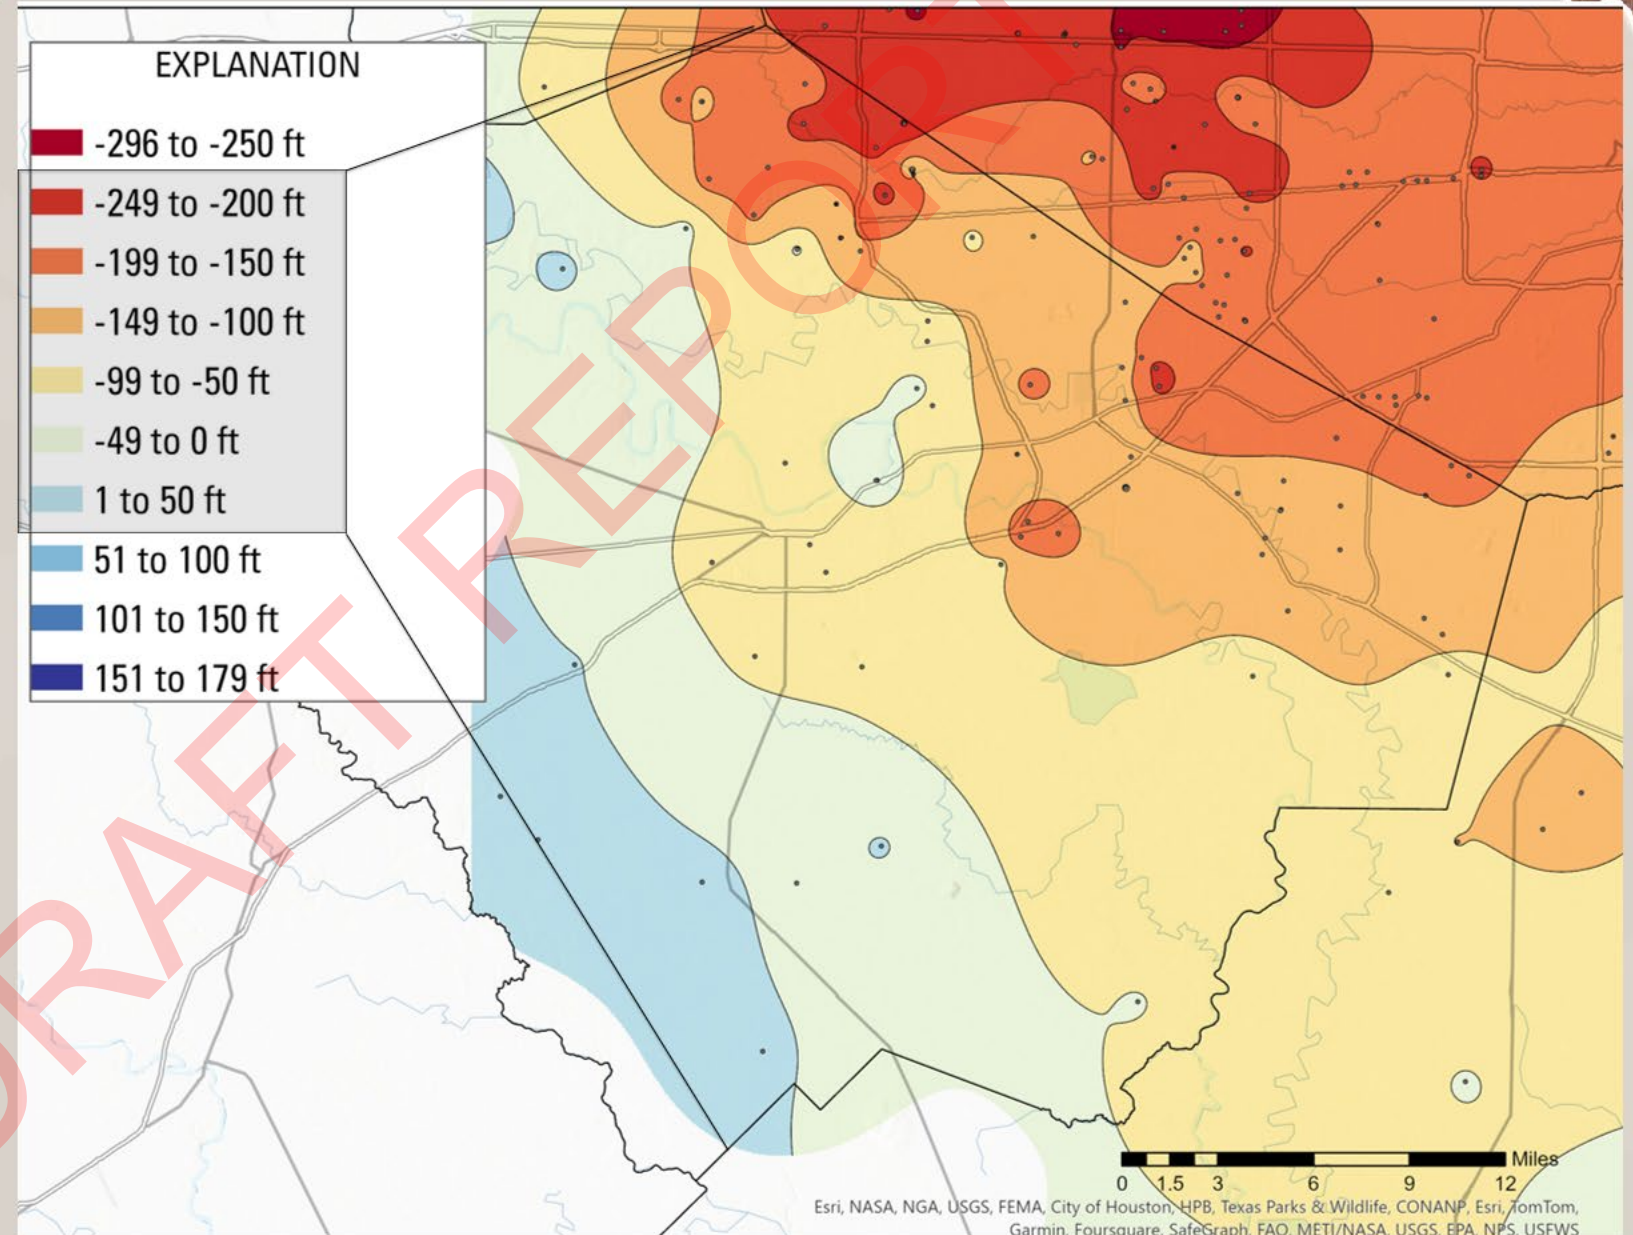 EXPLANATION
-296 to -250 ft
-249 to -200 ft
-199 to -150 ft
-149 to -100 ft
-99 to -50 ft
-49 to 0 ft
1 to 50 ft
51 to 100 ft
101 to 150 ft
151 to 179 ft
DRAFT REPORT
Miles
0 1.5 3 6 9 12
Esri, NASA, NGA, USGS, FEMA, City of Houston, HPB, Texas Parks & Wildlife, CONANP, Esri, TomTom,
Garmin, Foursquare, SafeGraph, FAO, METI/NASA, USGS, EPA, NPS, USFWS